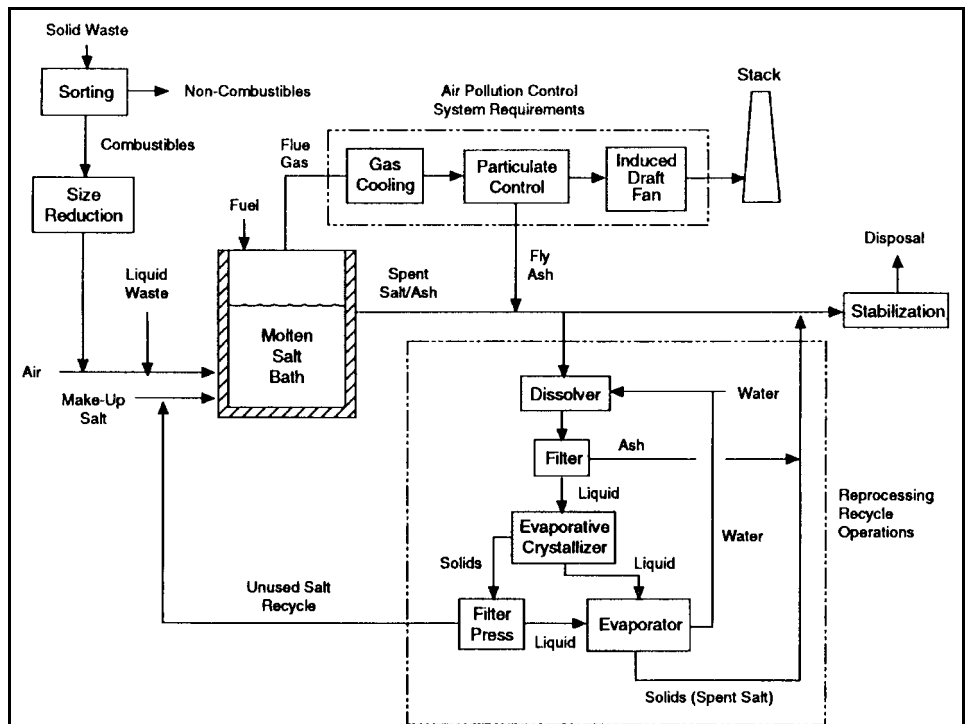 Solid Waste
Sorting
Non-Combustibles
Combustibles
Size
Reduction
Air Pollution Control
System Requirements
Stack
Flue
Gas
Gas
Cooling
Particulate
Control
Induced
Draft
Fan
Fuel
Liquid
Waste
Spent
Salt/Ash
Fly
Ash
Disposal
Stabilization
Molten
Salt
Bath
Air
Make-Up
Salt
Dissolver
Water
Filter
Ash
Liquid
Evaporative
Crystallizer
Water
Reprocessing
Recycle
Operations
Solids
Liquid
Unused Salt
Recycle
Filter
Press
Liquid
Evaporator
Solids (Spent Salt)